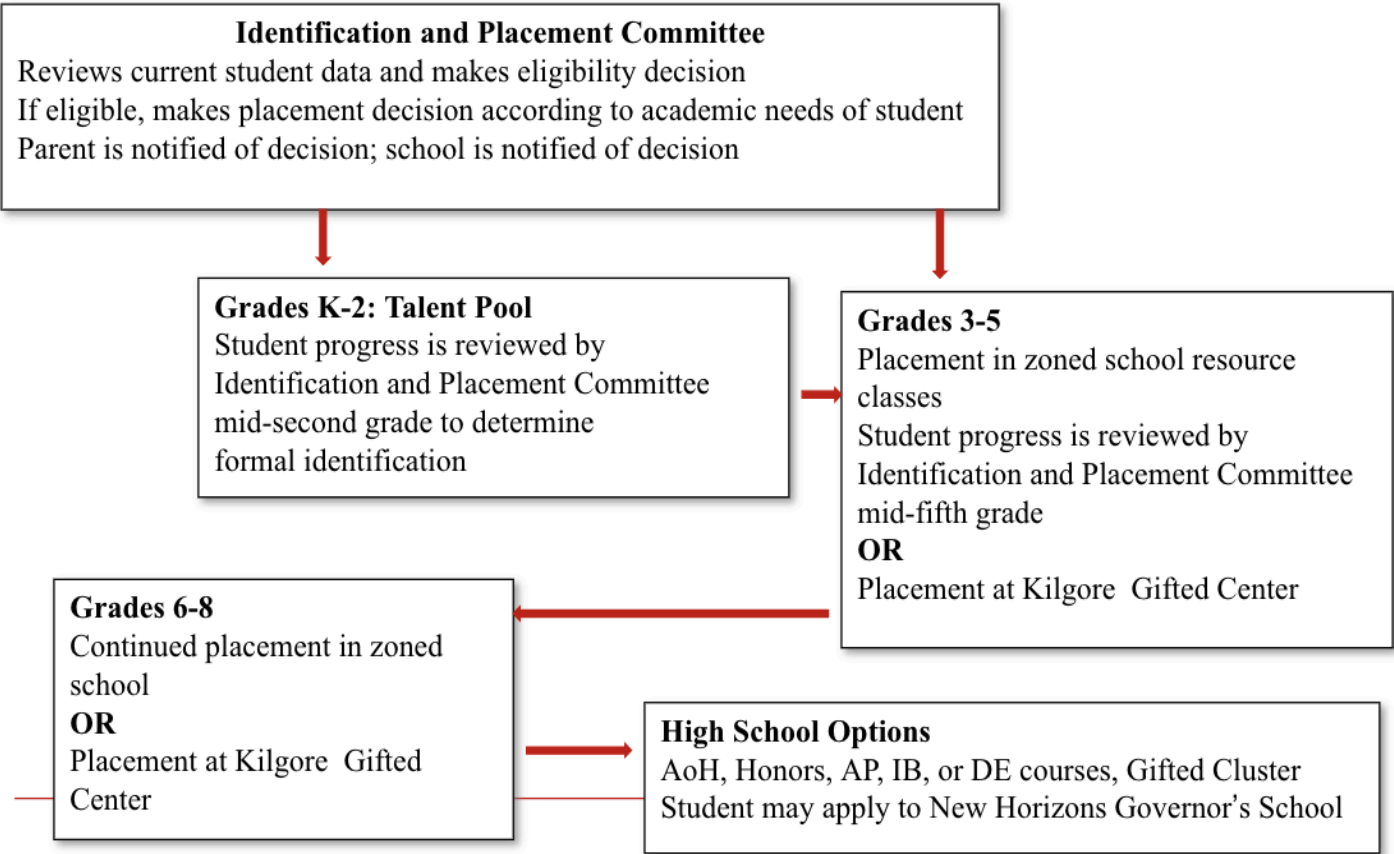 Identification and Placement Committee
Reviews current student data and makes eligibility decision
If eligible, makes placement decision according to academic needs of student
Parent is notified of decision; school is notified of decision
Grades K-2: Talent Pool
Student progress is reviewed by
Identification and Placement Committee
mid-second grade to determine
formal identification
Grades 3-5
Placement in zoned school resource
classes
Student progress is reviewed by
Identification and Placement Committee
mid-fifth grade
OR
Placement at Kilgore  Gifted Center
Grades 6-8
Continued placement in zoned
school
OR
Placement at Kilgore  Gifted
Center
High School Options
AoH, Honors, AP, IB, or DE courses, Gifted Cluster
Student may apply to New Horizons Governor’s School